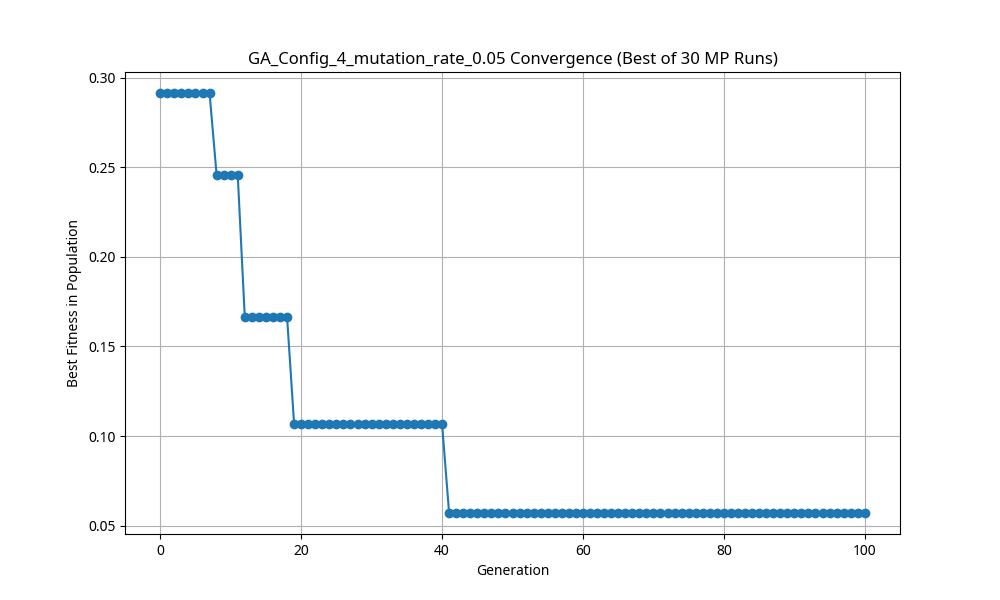 GA_Config_4_mutation_rate_0.05 Convergence (Best of 30 MP Runs)
0.30
0.25
0.20
0.15
0.10
0.05
Best Fitness in Population
0 20 40 60 80 100
Generation